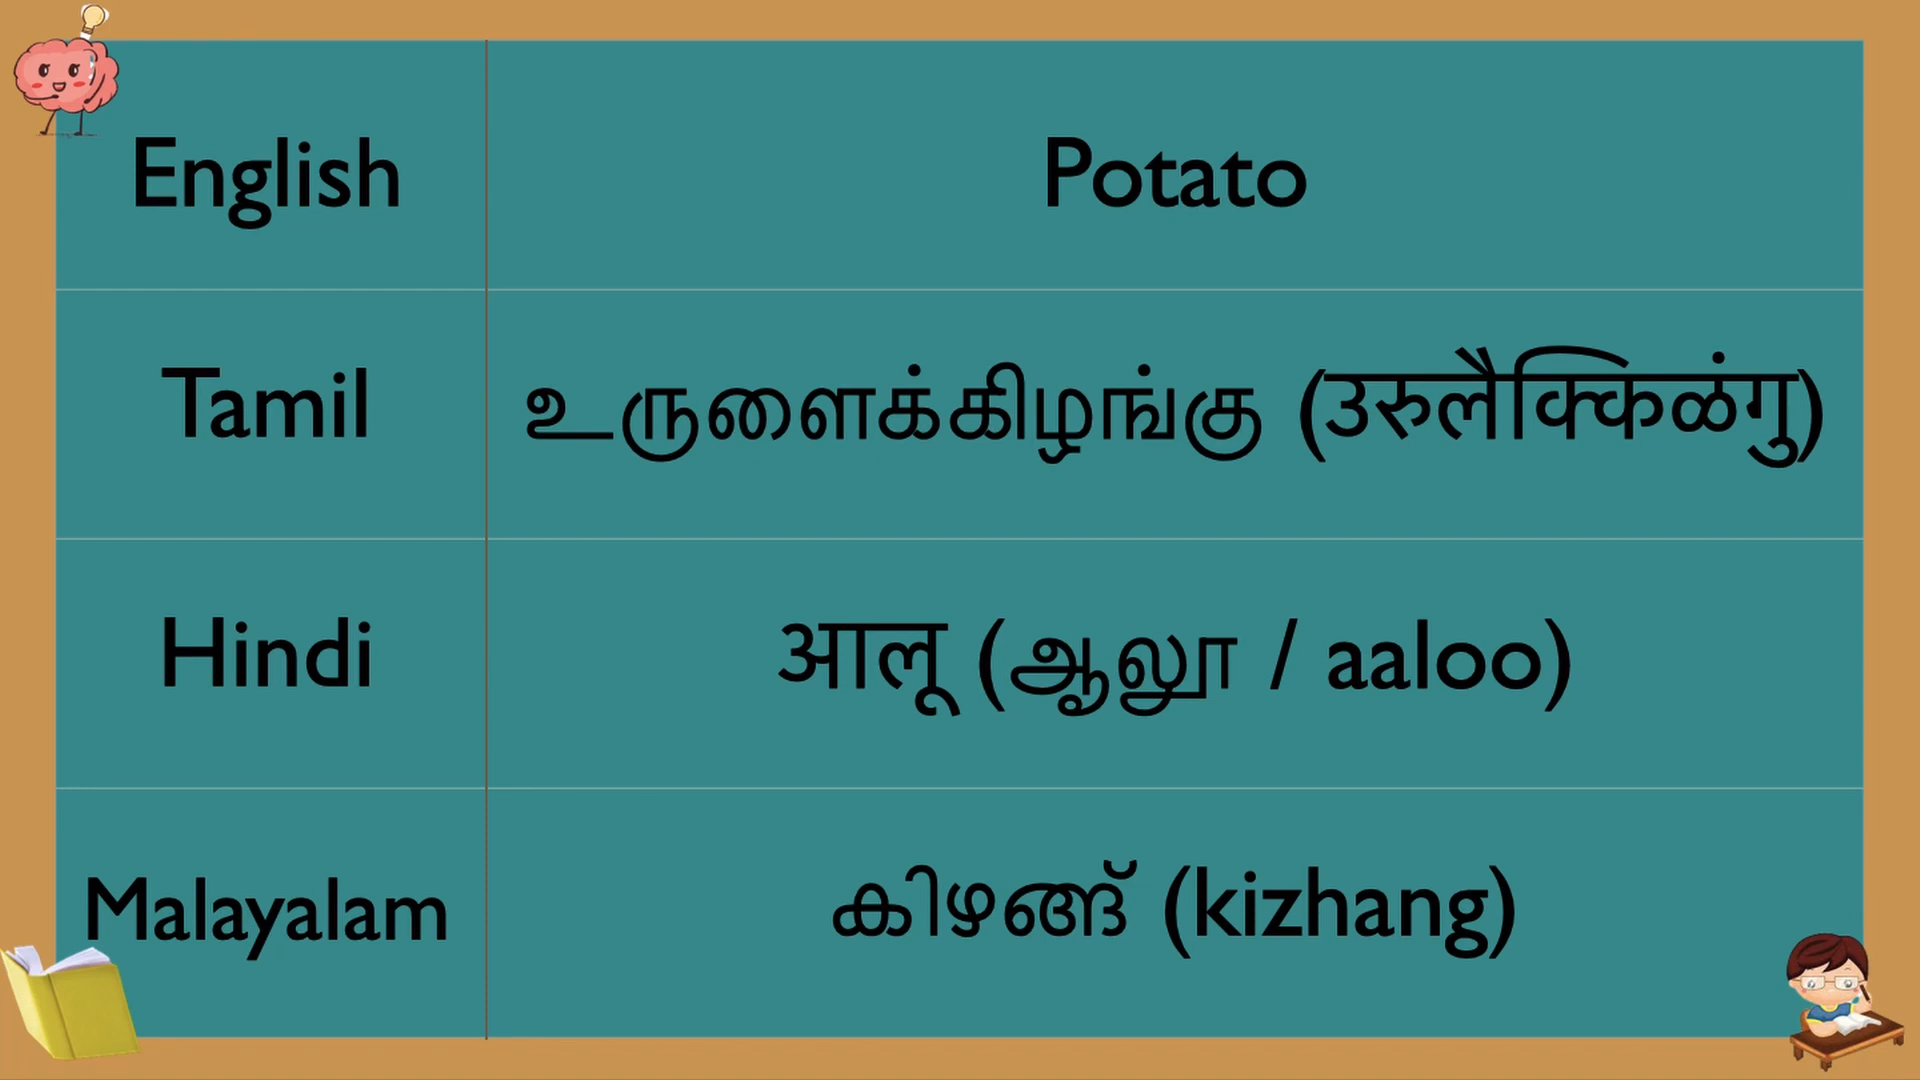 English Potato
Tamil உருளைக்கிழங்கு (उरुलैक्किळंगु)
Hindi आलू (ஆலூ / aaloo)
Malayalam കിഴങ്ങ് (kizhang)